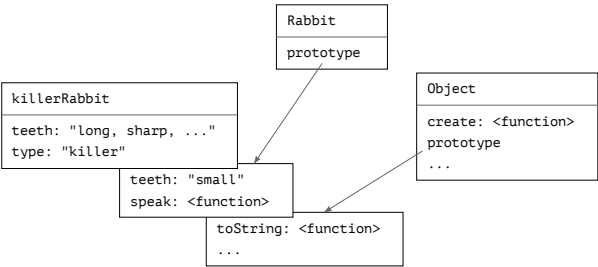 Rabbit
prototype
killerRabbit
teeth: "long, sharp, ..."
type: "killer"
Object
create: <function>
prototype
...
teeth: "small"
speak: <function>
toString: <function>
...